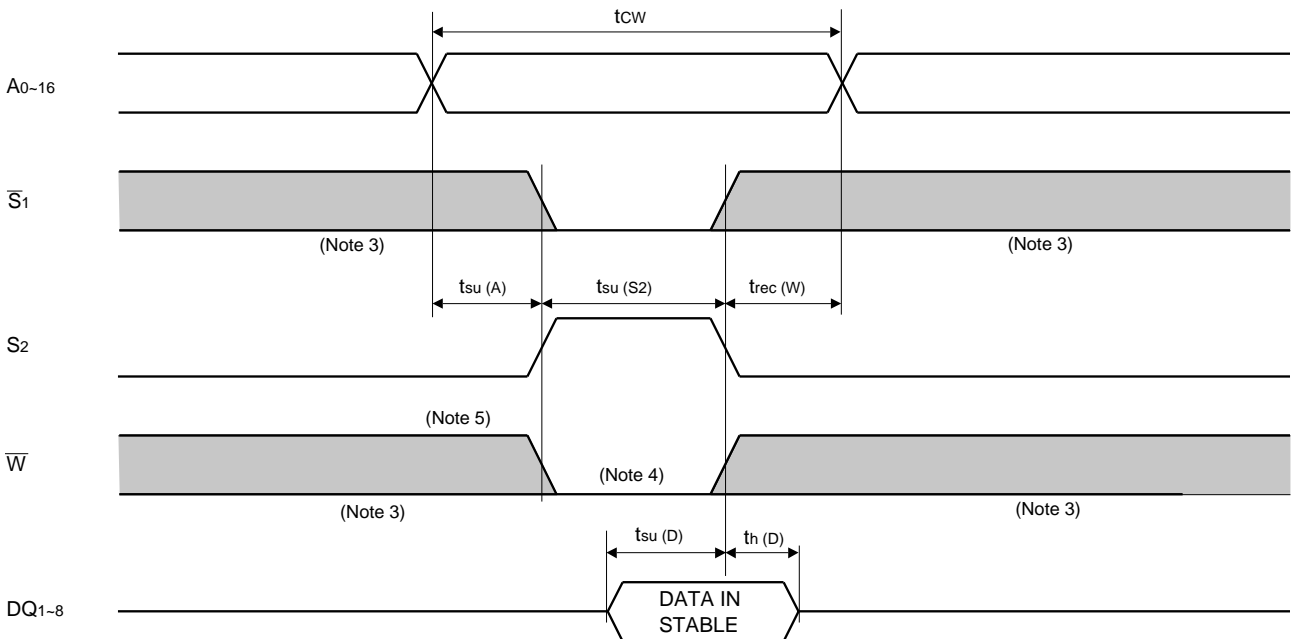 tCW
A0~16
S1
(Note 3) (Note 3)
tsu (A) tsu (S2) trec (W)
S2
(Note 5)
W
(Note 4)
(Note 3) (Note 3)
tsu (D) th (D)
DQ1~8
DATA IN
STABLE